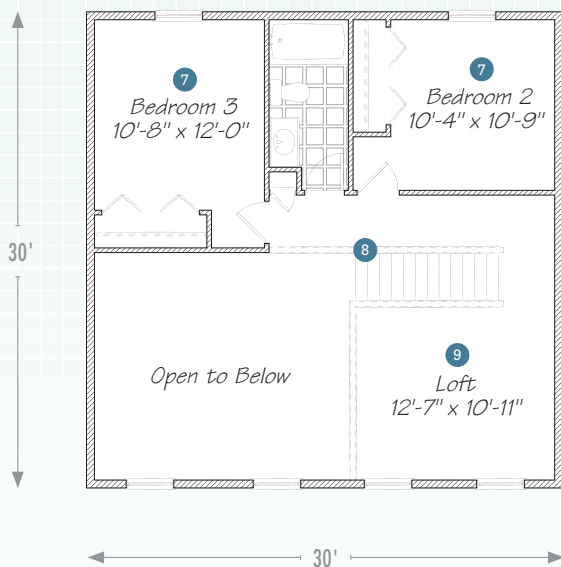 7
Bedroom 3
10'-8" x 12'-0"
7
Bedroom 2
10'-4" x 10'-9"
30'
8
Open to Below
9
Loft
12'-7" x 10'-11"
30'